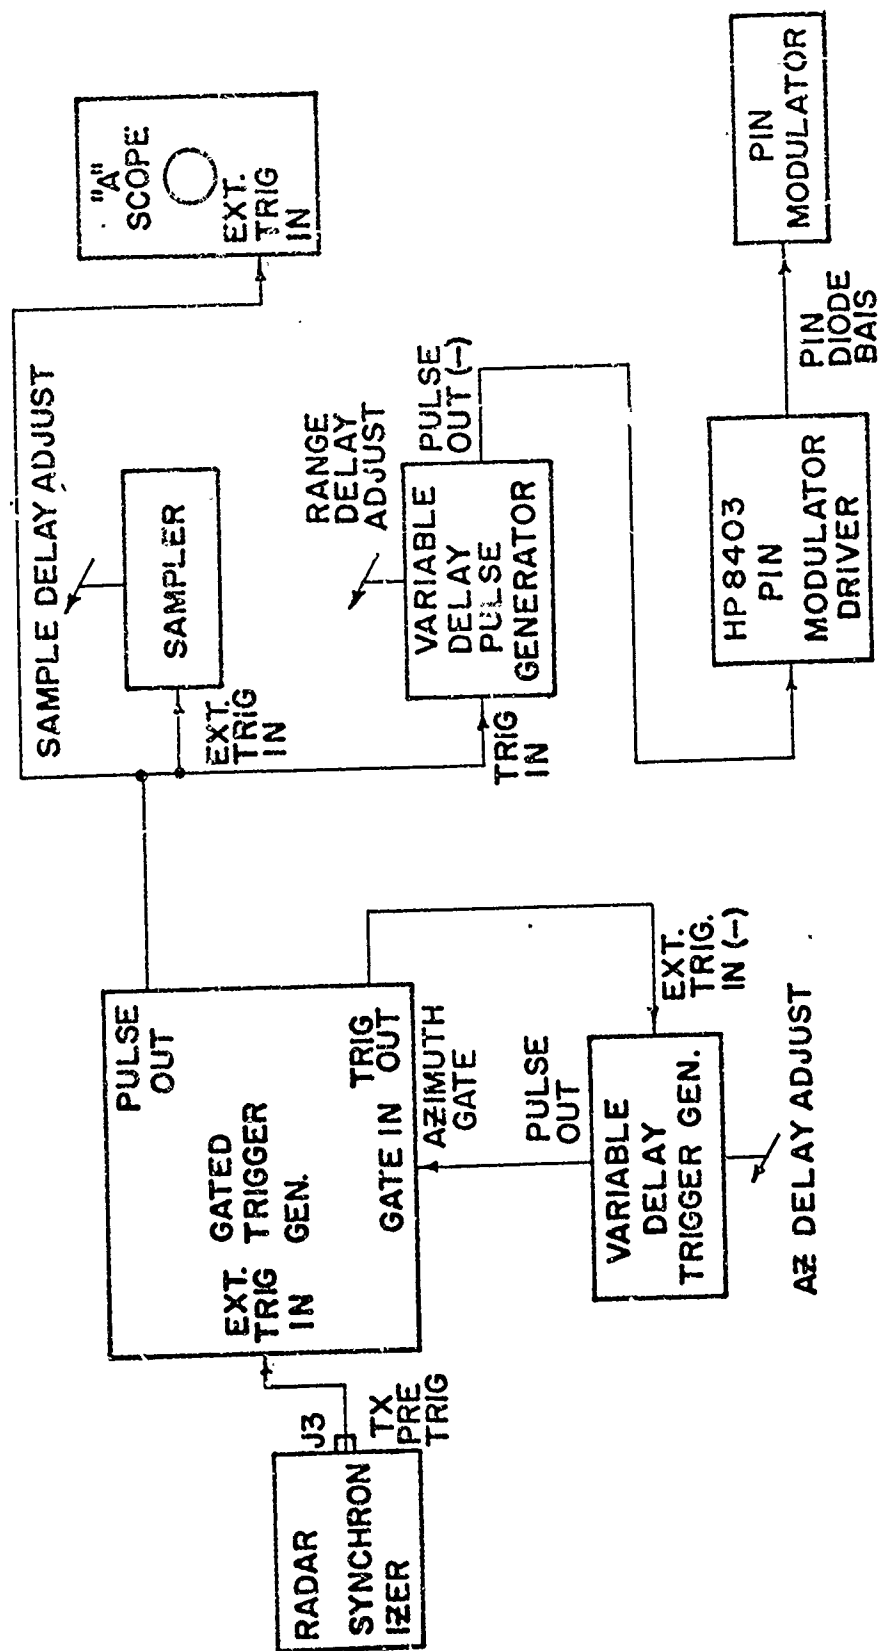 RADAR
SYNCHRON
IZER
J3
TX
PRE
TRIG
EXT.
TRIG
IN
GATED
TRIGGER
GEN.
PULSE
OUT
TRIG
OUT
GATE IN
AZIMUTH
GATE
PULSE
OUT
EXT.
TRIG.
IN (-)
VARIABLE
DELAY
TRIGGER GEN.
AZ DELAY ADJUST
SAMPLE DELAY ADJUST
SAMPLER
EXT.
TRIG
IN
"A"
SCOPE
EXT.
TRIG
IN
RANGE
DELAY
ADJUST
VARIABLE
DELAY
PULSE
GENERATOR
TRIG
IN
PULSE
OUT (-)
HP 8403
PIN
MODULATOR
DRIVER
PIN
DIODE
BAIS
PIN
MODULATOR